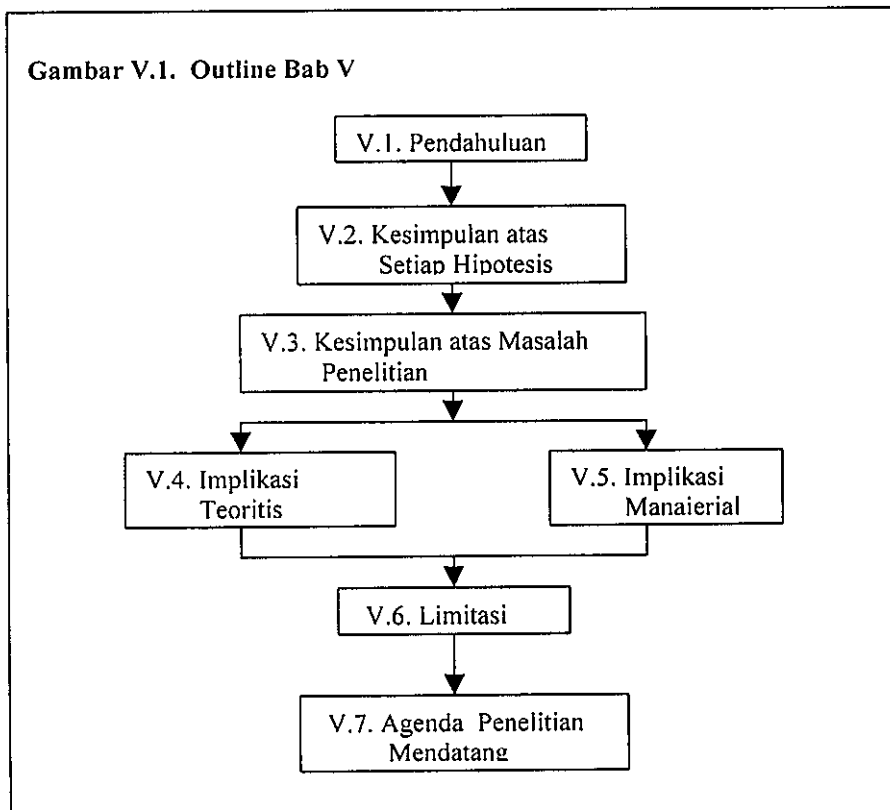 Gambar V.1. Outline Bab V
V.1. Pendahuluan
V.2. Kesimpulan atas
Setiap Hipotesis
V.3. Kesimpulan atas Masalah
Penelitian
V.4. Implikasi
Teoritis
V.5. Implikasi
Manajerial
V.6. Limitasi
V.7. Agenda Penelitian
Mendatang